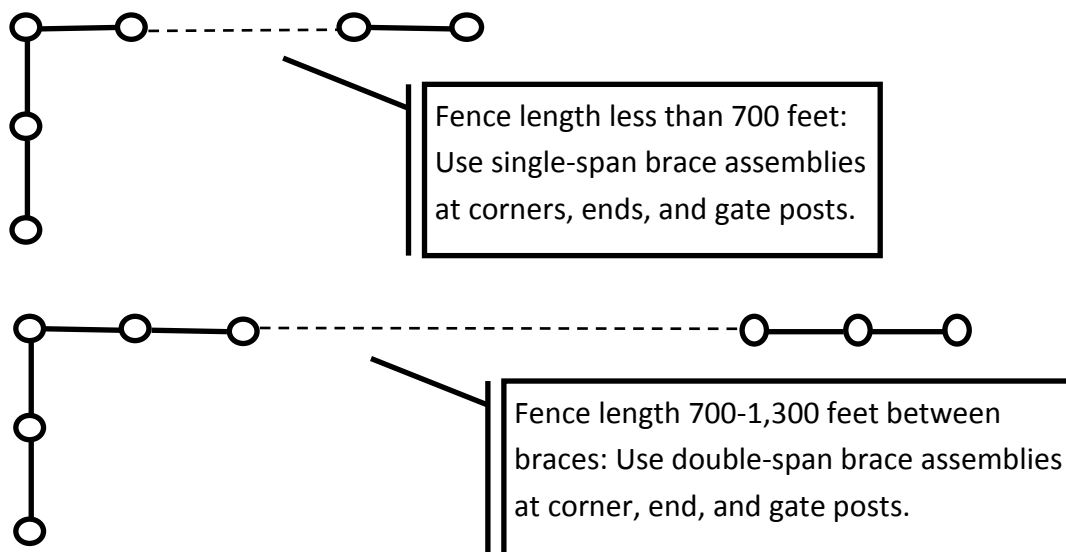 Fence length less than 700 feet:
Use single-span brace assemblies
at corners, ends, and gate posts.
Fence length 700-1,300 feet between
braces: Use double-span brace assemblies
at corner, end, and gate posts.